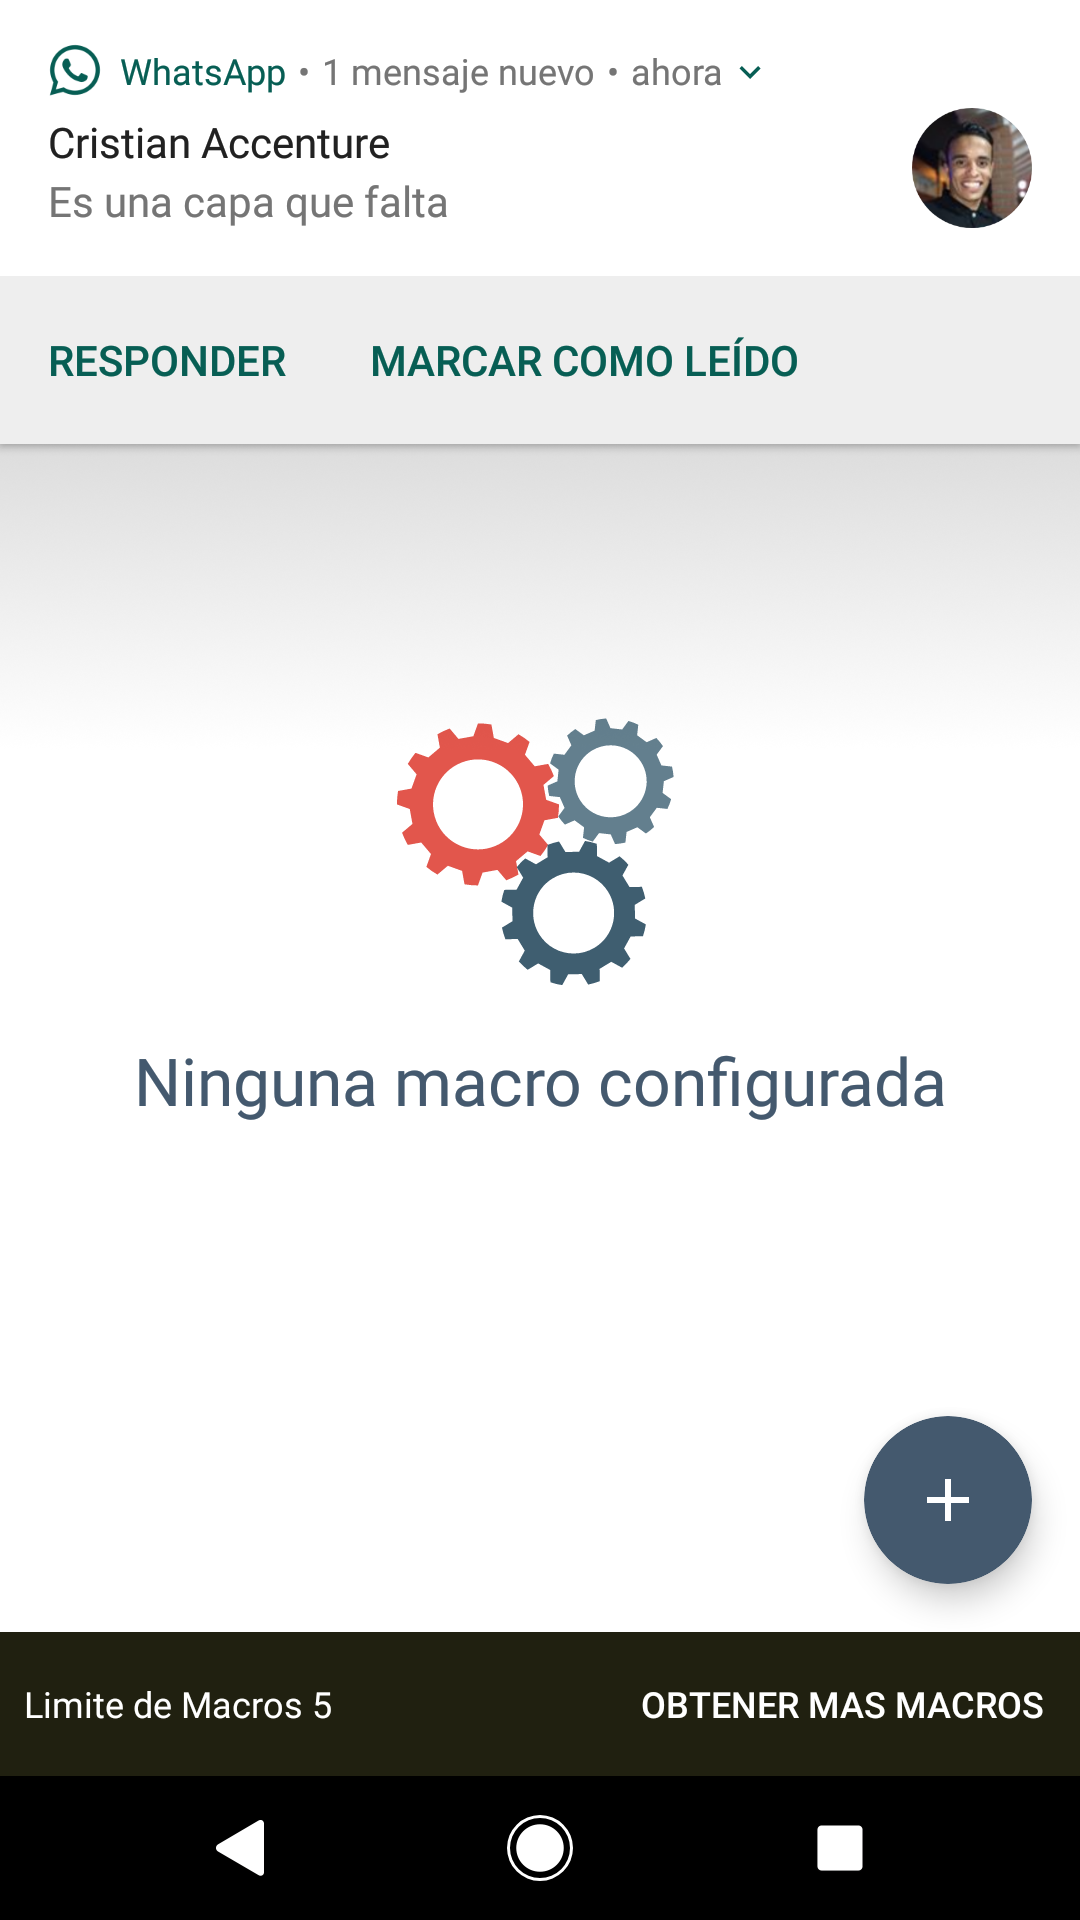 WhatsApp • 1 mensaje nuevo • ahora
Cristian Accenture
Es una capa que falta
RESPONDER MARCAR COMO LEÍDO
Ninguna macro configurada
Limite de Macros 5 OBTENER MAS MACROS